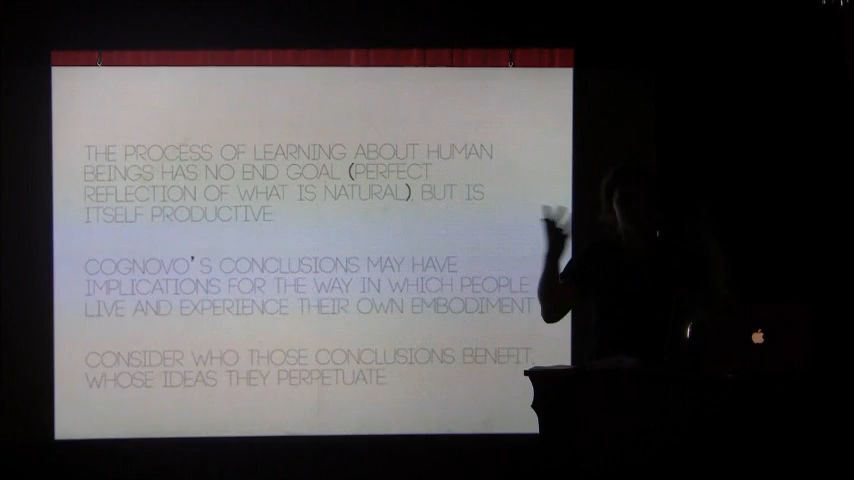 THE PROCESS OF LEARNING ABOUT HUMAN
BEINGS HAS NO END GOAL (PERFECT
REFLECTION OF WHAT IS NATURAL), BUT IS
ITSELF PRODUCTIVE.
COGNOVO'S CONCLUSIONS MAY HAVE
IMPLICATIONS FOR THE WAY IN WHICH PEOPLE
LIVE AND EXPERIENCE THEIR OWN EMBODIMENT
CONSIDER WHO THOSE CONCLUSIONS BENEFIT,
WHOSE IDEAS THEY PERPETUATE.